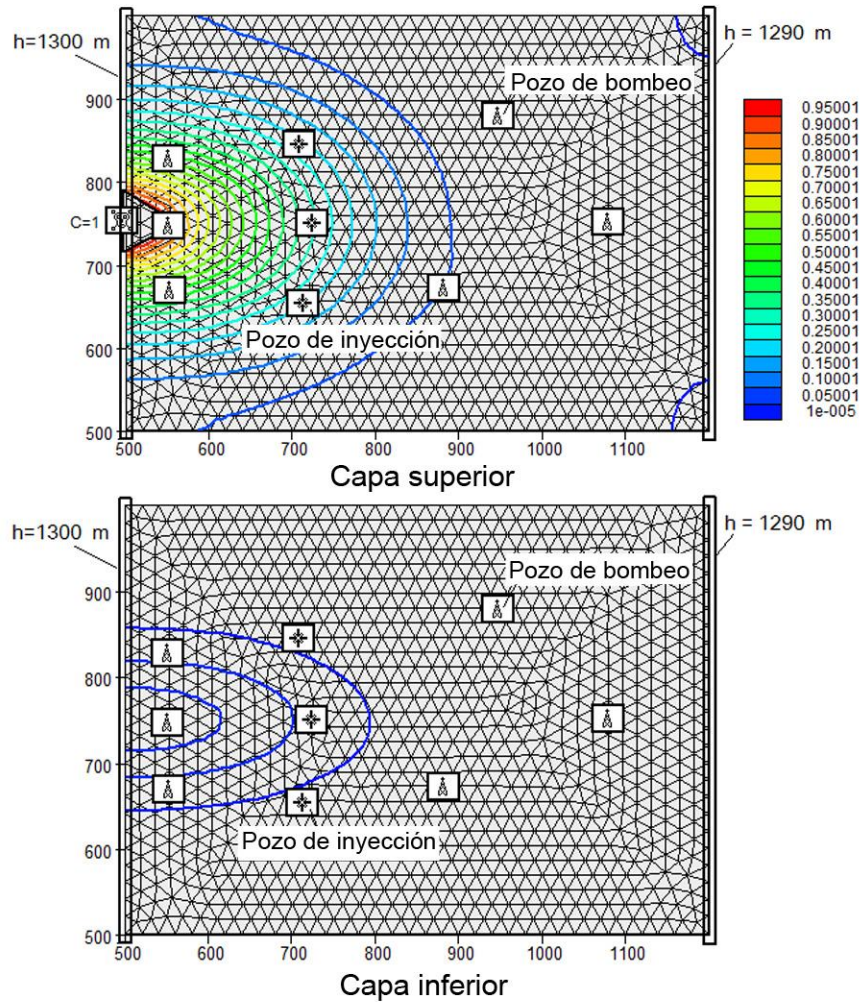 h=1300 m
h = 1290 m
Pozo de bombeo
900
800
C=1
700
600
500
Pozo de inyección
500 600 700 800 900 1000 1100
Capa superior
0.95001
0.90001
0.85001
0.80001
0.75001
0.70001
0.65001
0.60001
0.55001
0.50001
0.45001
0.40001
0.35001
0.30001
0.25001
0.20001
0.15001
0.10001
0.05001
1e-005
h=1300 m
h = 1290 m
Pozo de bombeo
900
800
700
600
500
Pozo de inyección
500 600 700 800 900 1000 1100
Capa inferior